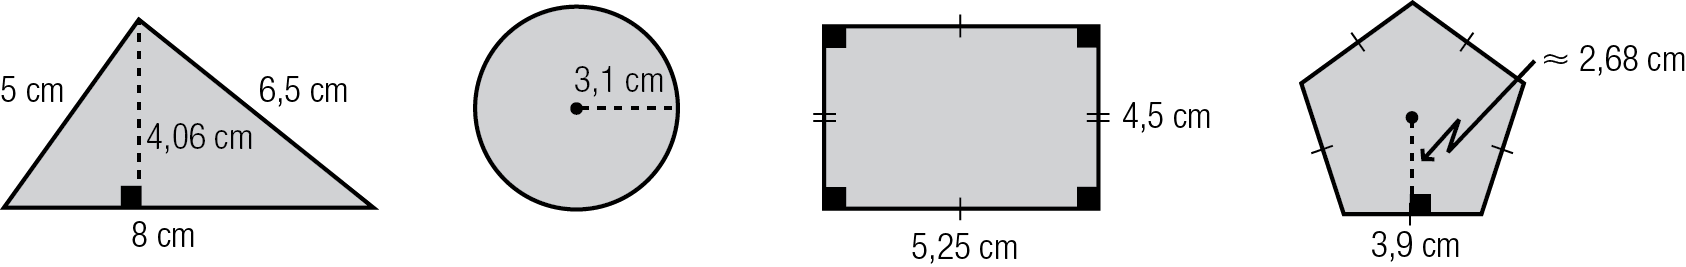 5 cm
6,5 cm
4,06 cm
8 cm
3,1 cm
4,5 cm
5,25 cm
≈ 2,68 cm
3,9 cm